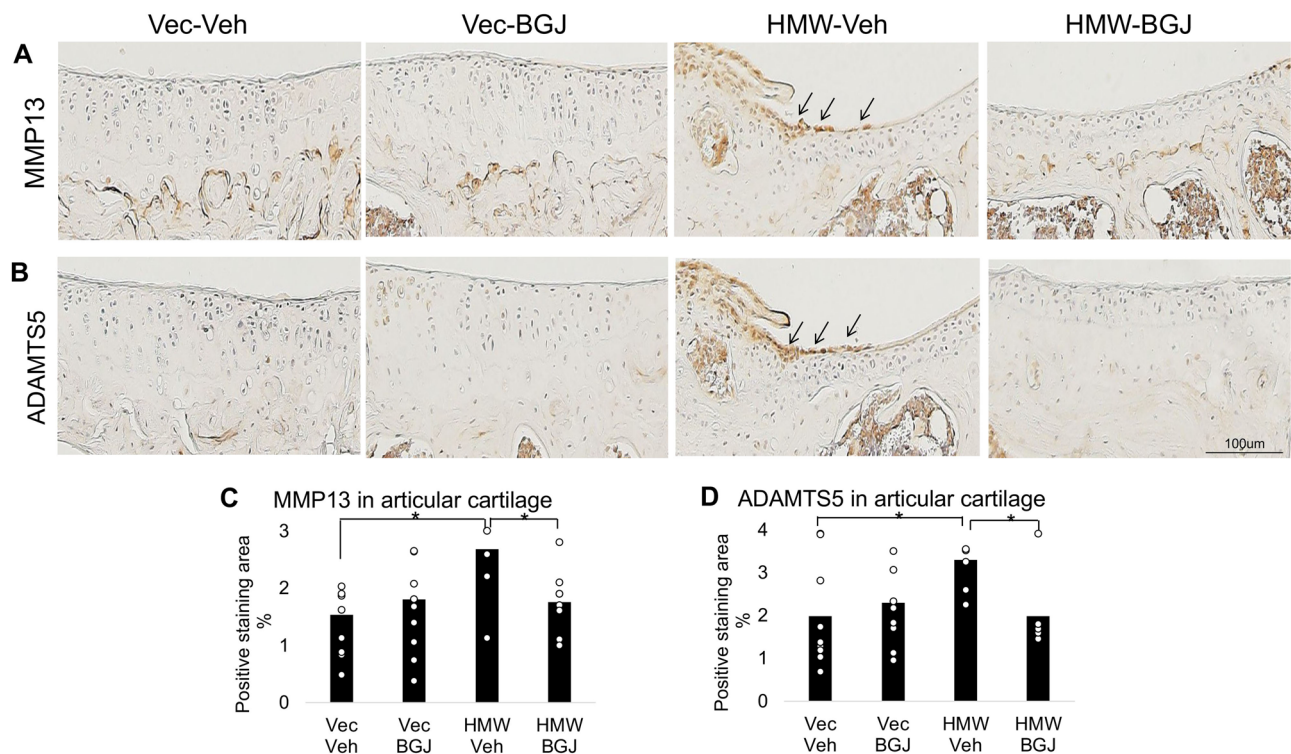 Vec-Veh Vec-BGJ HMW-Veh HMW-BGJ
A
MMP13
B
ADAMTS5
100um
C MMP13 in articular cartilage
Positive staining area
%
3
2
1
0
* *
Vec Vec HMW HMW
Veh BGJ Veh BGJ
D ADAMTS5 in articular cartilage
Positive staining area
%
4
3
2
1
0
* *
Vec Vec HMW HMW
Veh BGJ Veh BGJ